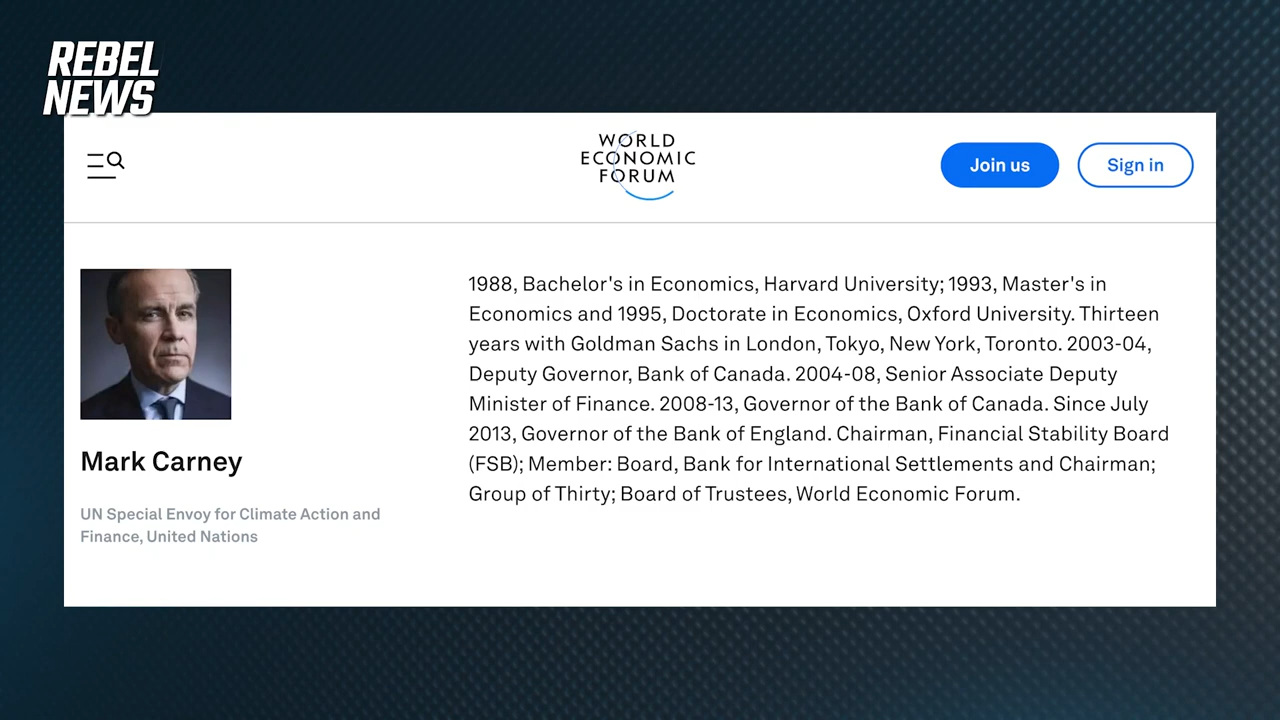 REBEL
NEWS
WORLD
ECONOMIC
FORUM
Join us
Sign in
1988, Bachelor's in Economics, Harvard University; 1993, Master's in
Economics and 1995, Doctorate in Economics, Oxford University. Thirteen
years with Goldman Sachs in London, Tokyo, New York, Toronto. 2003-04,
Deputy Governor, Bank of Canada. 2004-08, Senior Associate Deputy
Minister of Finance. 2008-13, Governor of the Bank of Canada. Since July
2013, Governor of the Bank of England. Chairman, Financial Stability Board
(FSB); Member: Board, Bank for International Settlements and Chairman;
Group of Thirty; Board of Trustees, World Economic Forum.
Mark Carney
UN Special Envoy for Climate Action and
Finance, United Nations